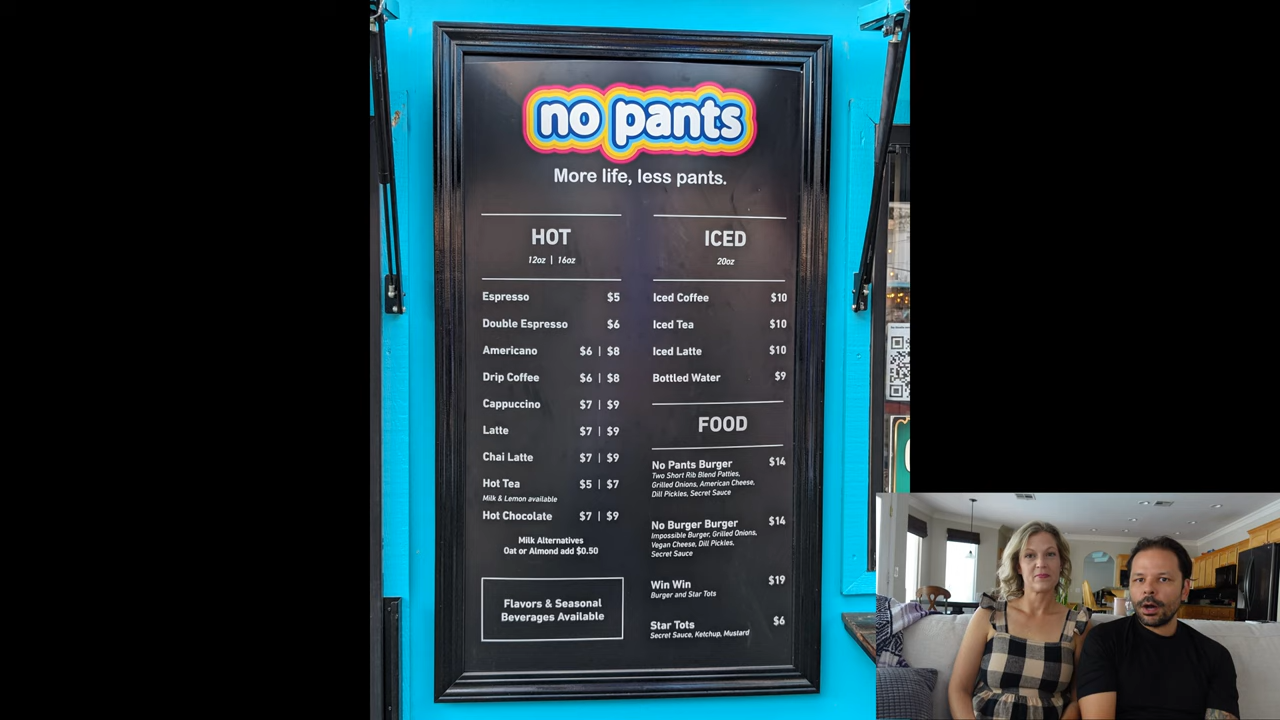 no pants
More life, less pants.
HOT
12oz | 16oz
Espresso $5
Double Espresso $6
Americano $6 | $8
Drip Coffee $6 | $8
Cappuccino $7 | $9
Latte $7 | $9
Chai Latte $7 | $9
Hot Tea $5 | $7
Milk & Lemon available
Hot Chocolate $7 | $9
Milk Alternatives
Oat or Almond add $0.50
Flavors & Seasonal
Beverages Available
ICED
20oz
Iced Coffee $10
Iced Tea $10
Iced Latte $10
Bottled Water $9
FOOD
No Pants Burger $14
Two Short Rib Blend Patties,
Grilled Onions, American Cheese,
Dill Pickles, Secret Sauce
No Burger Burger $14
Impossible Burger, Grilled Onions,
Vegan Cheese, Dill Pickles,
Secret Sauce
Win Win $19
Burger and Star Tots
Star Tots $6
Secret Sauce, Ketchup, Mustard